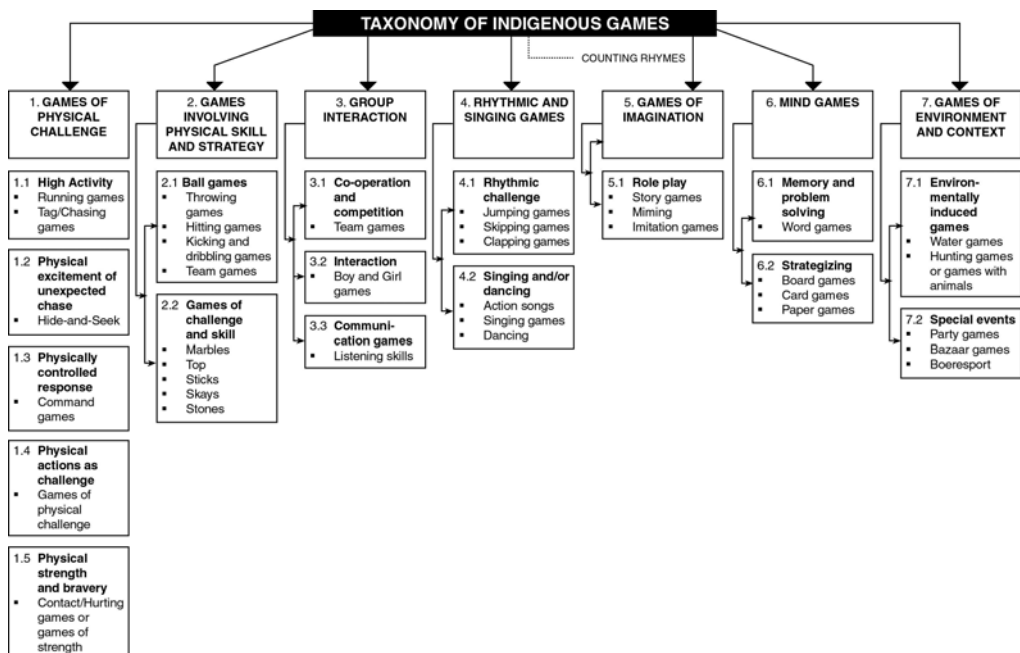 TAXONOMY OF INDIGENOUS GAMES
COUNTING RHYMES
1. GAMES OF
PHYSICAL
CHALLENGE
1.1 High Activity
▪ Running games
▪ Tag/Chasing
games
1.2 Physical
excitement of
unexpected
chase
▪ Hide-and-Seek
1.3 Physically
controlled
response
▪ Command
games
1.4 Physical
actions as
challenge
▪ Games of
physical
challenge
1.5 Physical
strength
and bravery
▪ Contact/Hurting
games or
games of
strength
2. GAMES
INVOLVING
PHYSICAL SKILL
AND STRATEGY
2.1 Ball games
▪ Throwing
games
▪ Hitting games
▪ Kicking and
dribbling games
▪ Team games
2.2 Games of
challenge
and skill
▪ Marbles
▪ Top
▪ Sticks
▪ Skays
▪ Stones
3. GROUP
INTERACTION
3.1 Co-operation
and
competition
▪ Team games
3.2 Interaction
▪ Boy and Girl
games
3.3 Communi-
cation games
▪ Listening skills
4. RHYTHMIC AND
SINGING GAMES
4.1 Rhythmic
challenge
▪ Jumping games
▪ Skipping games
▪ Clapping games
4.2 Singing and/or
dancing
▪ Action songs
▪ Singing games
▪ Dancing
5. GAMES OF
IMAGINATION
5.1 Role play
▪ Story games
▪ Miming
▪ Imitation games
6. MIND GAMES
6.1 Memory and
problem
solving
▪ Word games
6.2 Strategizing
▪ Board games
▪ Card games
▪ Paper games
7. GAMES OF
ENVIRONMENT
AND CONTEXT
7.1 Environ-
mentally
induced
games
▪ Water games
▪ Hunting games
or games with
animals
7.2 Special events
▪ Party games
▪ Bazaar games
▪ Boeresport